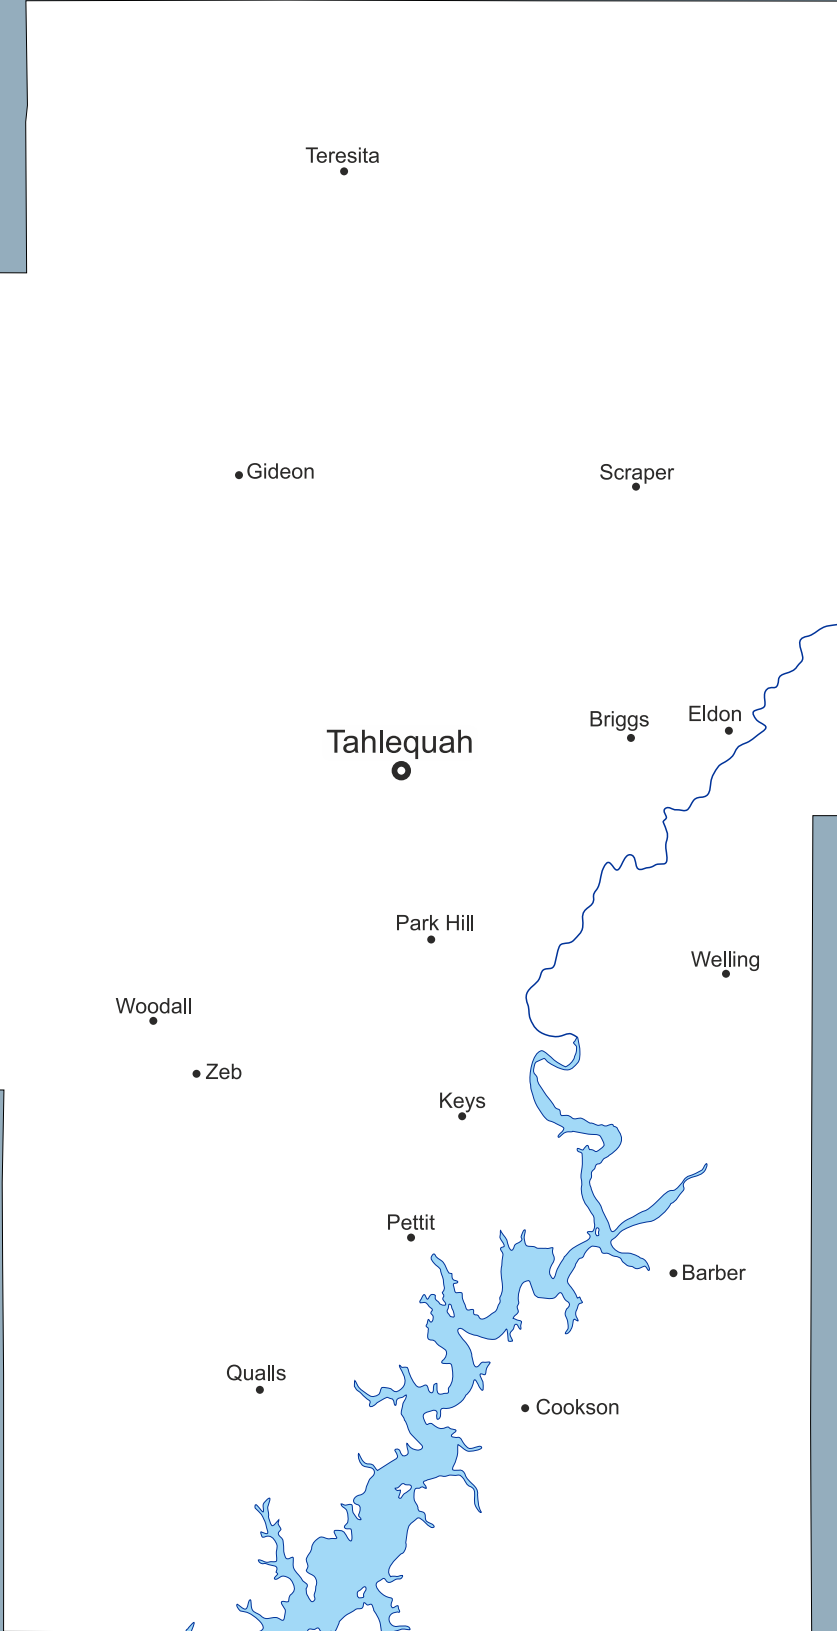 Teresita
Gideon
Scraper
Briggs
Eldon
Tahlequah
Park Hill
Welling
Woodall
Zeb
Keys
Pettit
Barber
Qualls
Cookson